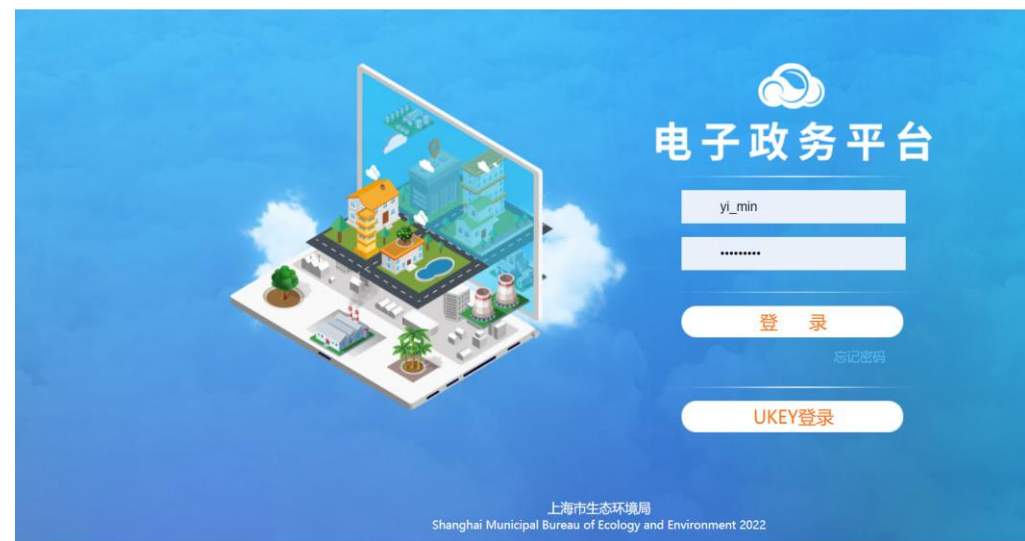 电子政务平台
yi_min
•••••••••
登 录
忘记密码
UKEY登录
上海市生态环境局
Shanghai Municipal Bureau of Ecology and Environment 2022